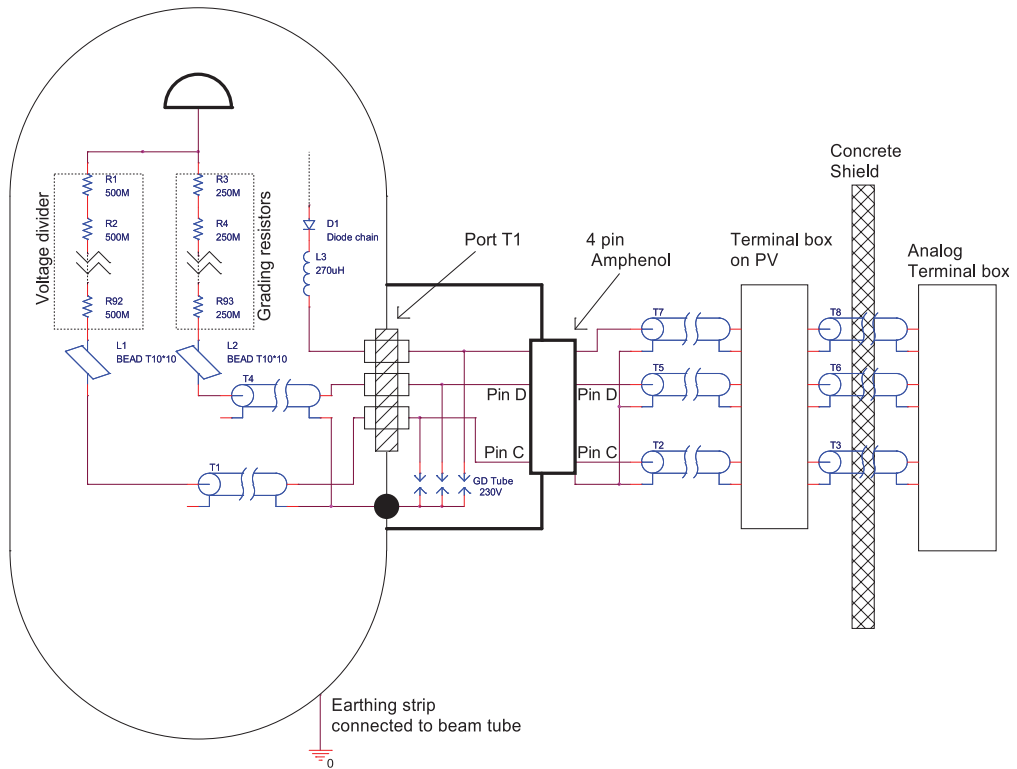 Voltage divider
R1
500M
R2
500M
R92
500M
L1
BEAD T10*10
Grading resistors
R3
250M
R4
250M
R93
250M
L2
BEAD T10*10
D1
Diode chain
L3
270uH
T4
T1
Port T1
4 pin
Amphenol
Pin D
Pin D
Pin C
Pin C
GD Tube
230V
T7
T5
T2
Terminal box
on PV
Concrete
Shield
T8
T6
T3
Analog
Terminal box
Earthing strip
connected to beam tube
0